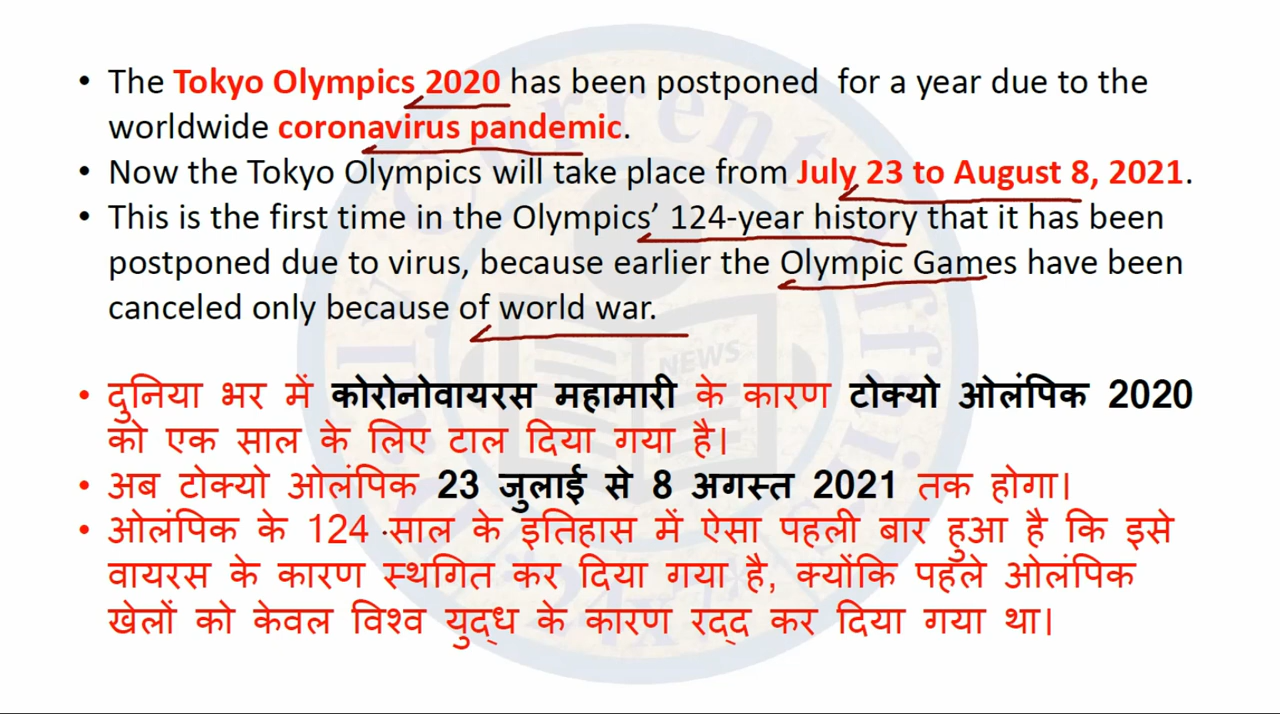 • The Tokyo Olympics 2020 has been postponed for a year due to the
worldwide coronavirus pandemic.
• Now the Tokyo Olympics will take place from July 23 to August 8, 2021.
• This is the first time in the Olympics’ 124-year history that it has been
postponed due to virus, because earlier the Olympic Games have been
canceled only because of world war.
• दुनिया भर में कोरोनोवायरस महामारी के कारण टोक्यो ओलंपिक 2020
को एक साल के लिए टाल दिया गया है।
• अब टोक्यो ओलंपिक 23 जुलाई से 8 अगस्त 2021 तक होगा।
• ओलंपिक के 124 साल के इतिहास में ऐसा पहली बार हुआ है कि इसे
वायरस के कारण स्थगित कर दिया गया है, क्योंकि पहले ओलंपिक
खेलों को केवल विश्व युद्ध के कारण रद्द कर दिया गया था।
NEWS